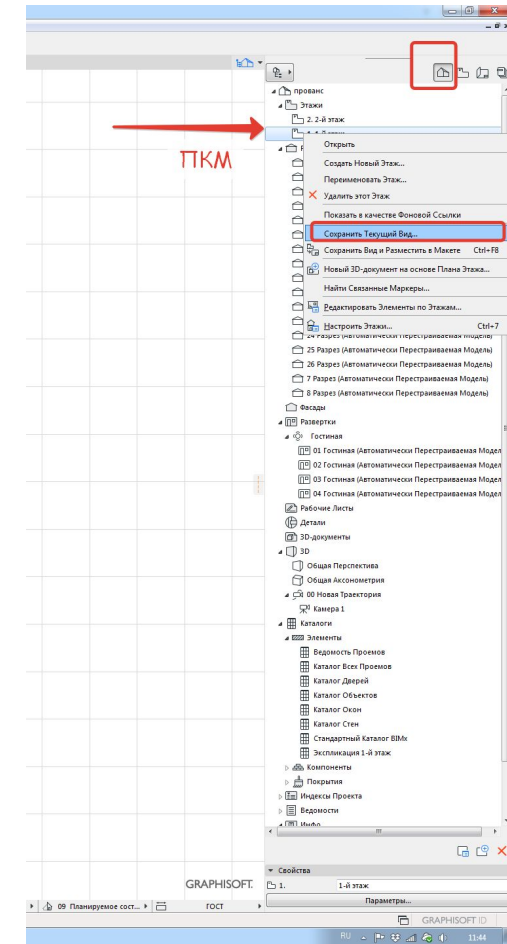 прованс
Этажи
2. 2-й этаж
ПКМ
Открыть
Создать Новый Этаж...
Переименовать Этаж...
Удалить этот Этаж
Показать в качестве Фоновой Ссылки
Сохранить Текущий Вид...
Сохранить Вид и Разместить в Макете Ctrl+F8
Новый 3D-документ на основе Плана Этажа...
Найти Связанные Маркеры...
Редактировать Элементы по Этажам...
Настроить Этажи... Ctrl+7
24 Разрез (Автоматически Перестраиваемая Модель)
25 Разрез (Автоматически Перестраиваемая Модель)
26 Разрез (Автоматически Перестраиваемая Модель)
7 Разрез (Автоматически Перестраиваемая Модель)
8 Разрез (Автоматически Перестраиваемая Модель)
Фасады
Развертки
Гостиная
01 Гостиная (Автоматически Перестраиваемая Модел
02 Гостиная (Автоматически Перестраиваемая Модел
03 Гостиная (Автоматически Перестраиваемая Модел
04 Гостиная (Автоматически Перестраиваемая Модел
Рабочие Листы
Детали
3D-документы
3D
Общая Перспектива
Общая Аксонометрия
00 Новая Траектория
Камера 1
Каталоги
Элементы
Ведомость Проемов
Каталог Всех Проемов
Каталог Дверей
Каталог Объектов
Каталог Окон
Каталог Стен
Стандартный Каталог BIMx
Экспликация 1-й этаж
Компоненты
Покрытия
Индексы Проекта
Ведомости
Инфо
Свойства
GRAPHISOFT.
1. 1-й этаж
Параметры...
09 Планируемое сост... ГОСТ
GRAPHISOFT ID
RU 11:44